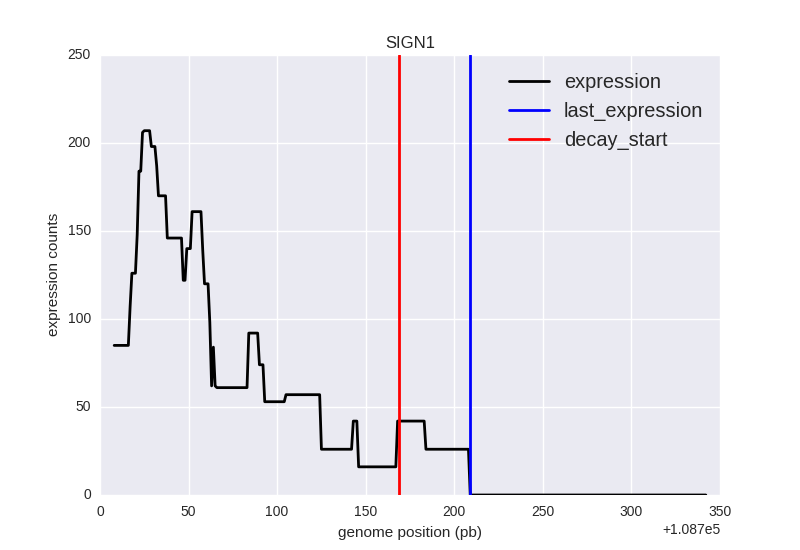 SIGN1
250
200
150
100
50
0
expression counts
expression
last_expression
decay_start
0 50 100 150 200 250 300 350
+1.087e5
genome position (pb)